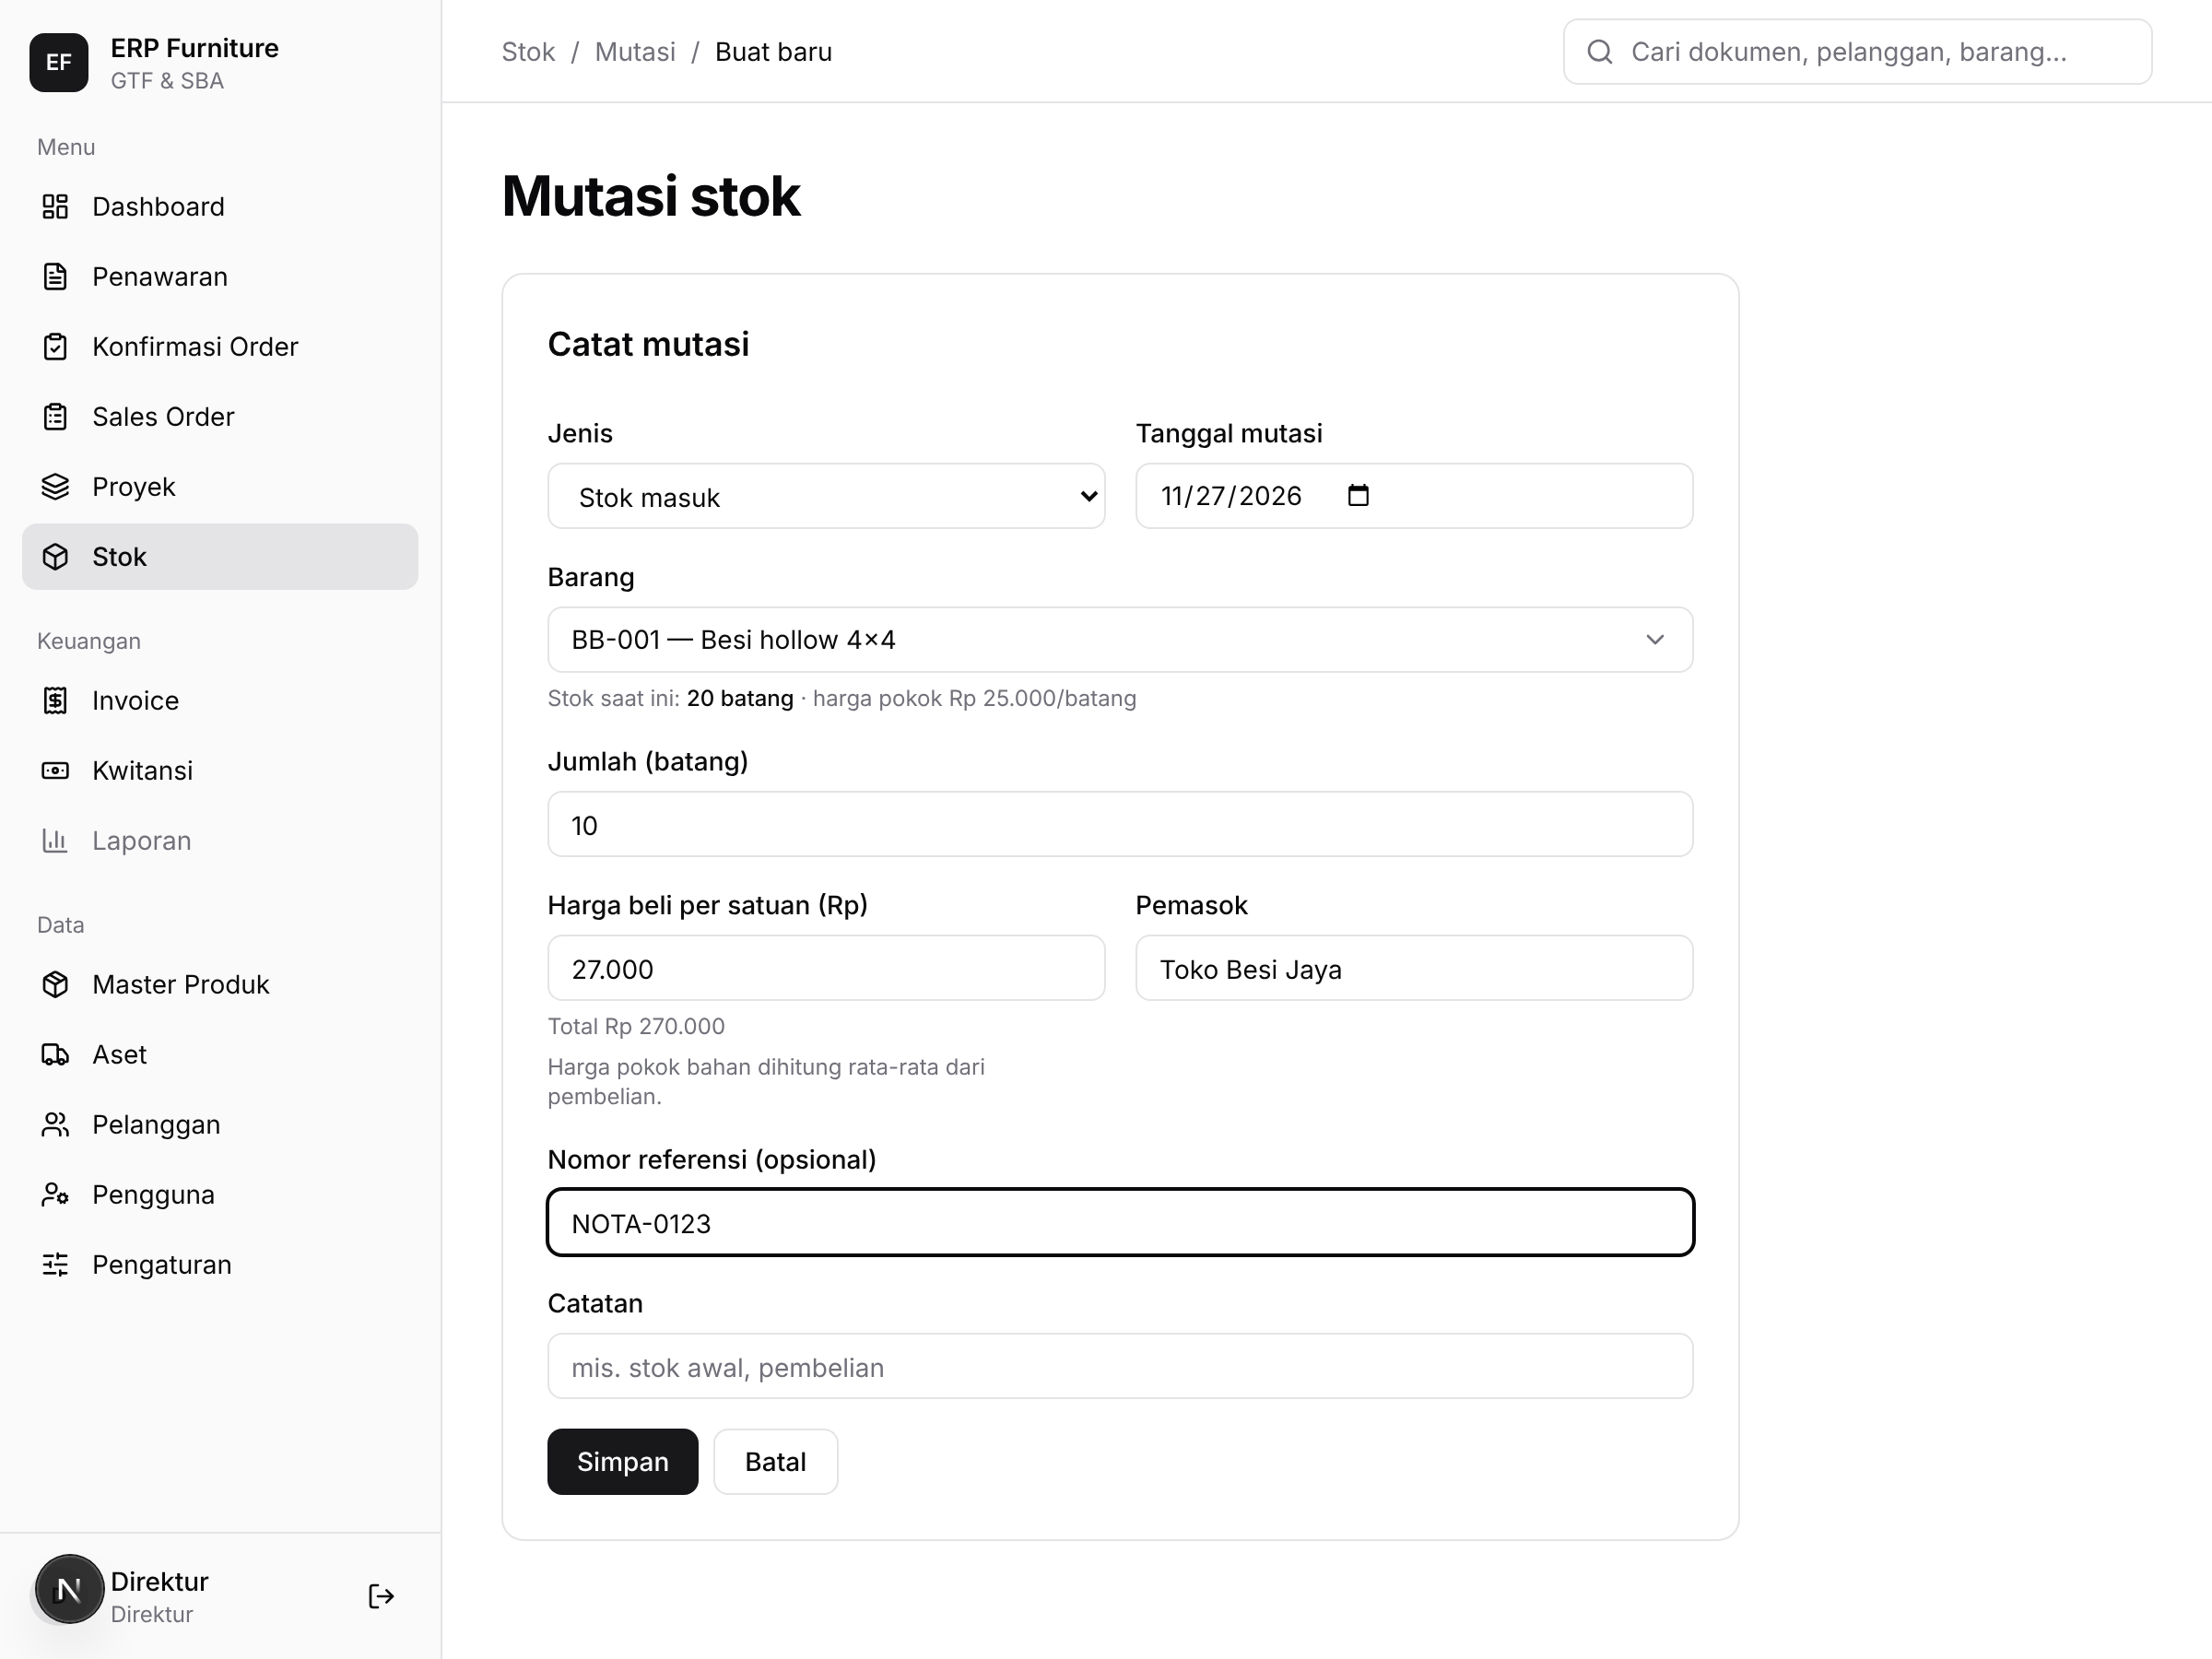 EF
ERP Furniture
GTF & SBA
Menu
Dashboard
Penawaran
Konfirmasi Order
Sales Order
Proyek
Stok
Keuangan
Invoice
Kwitansi
Laporan
Data
Master Produk
Aset
Pelanggan
Pengguna
Pengaturan
N
Direktur
Direktur
Stok / Mutasi / Buat baru
Cari dokumen, pelanggan, barang...
Mutasi stok
Catat mutasi
Jenis
Stok masuk
Tanggal mutasi
11/27/2026
Barang
BB-001 — Besi hollow 4×4
Stok saat ini: 20 batang · harga pokok Rp 25.000/batang
Jumlah (batang)
10
Harga beli per satuan (Rp)
27.000
Total Rp 270.000
Harga pokok bahan dihitung rata-rata dari
pembelian.
Pemasok
Toko Besi Jaya
Nomor referensi (opsional)
NOTA-0123
Catatan
mis. stok awal, pembelian
Simpan
Batal